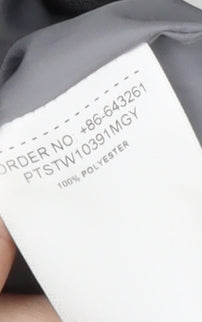 ORDER NO +86-643261
PTSTW10391MGY
100% POLYESTER